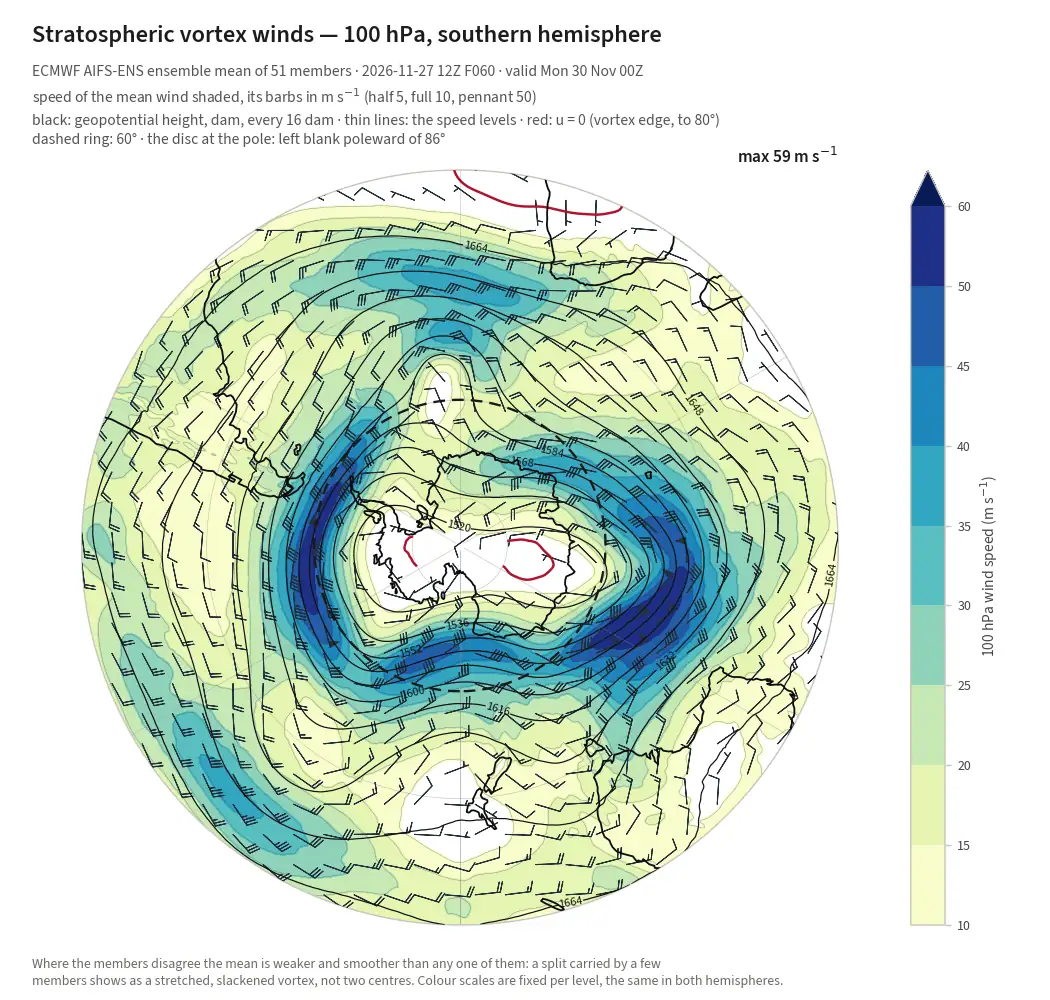 Stratospheric vortex winds — 100 hPa, southern hemisphere
ECMWF AIFS-ENS ensemble mean of 51 members · 2026-11-27 12Z F060 · valid Mon 30 Nov 00Z
speed of the mean wind shaded, its barbs in m s⁻¹ (half 5, full 10, pennant 50)
black: geopotential height, dam, every 16 dam · thin lines: the speed levels · red: u = 0 (vortex edge, to 80°)
dashed ring: 60° · the disc at the pole: left blank poleward of 86°
max 59 m s⁻¹
60
50
45
40
35
30
25
20
15
10
100 hPa wind speed (m s⁻¹)
1664
1648
1584
1568
1520
1664
1536
1552
1600
1616
1664
Where the members disagree the mean is weaker and smoother than any one of them: a split carried by a few
members shows as a stretched, slackened vortex, not two centres. Colour scales are fixed per level, the same in both hemispheres.